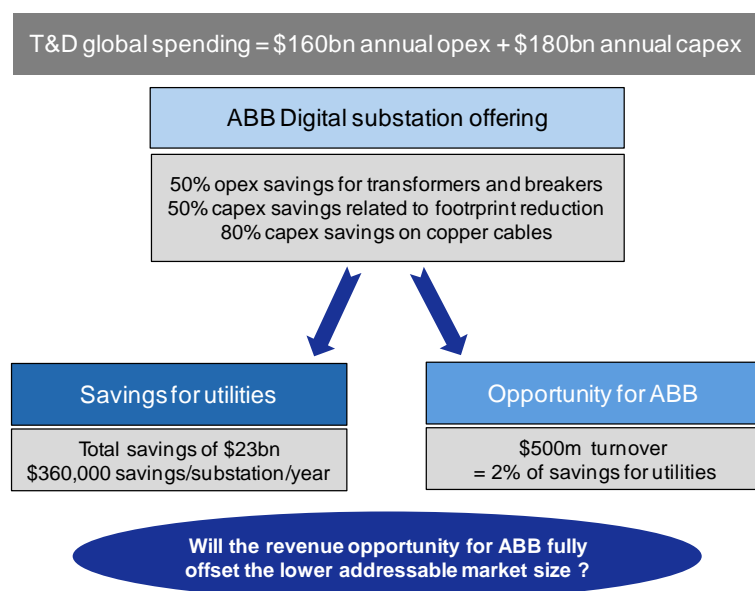 T&D global spending = $160bn annual opex + $180bn annual capex
ABB Digital substation offering
50% opex savings for transformers and breakers
50% capex savings related to footrprint reduction
80% capex savings on copper cables
Savings for utilities
Total savings of $23bn
$360,000 savings/substation/year
Opportunity for ABB
$500m turnover
= 2% of savings for utilities
Will the revenue opportunity for ABB fully
offset the lower addressable market size ?